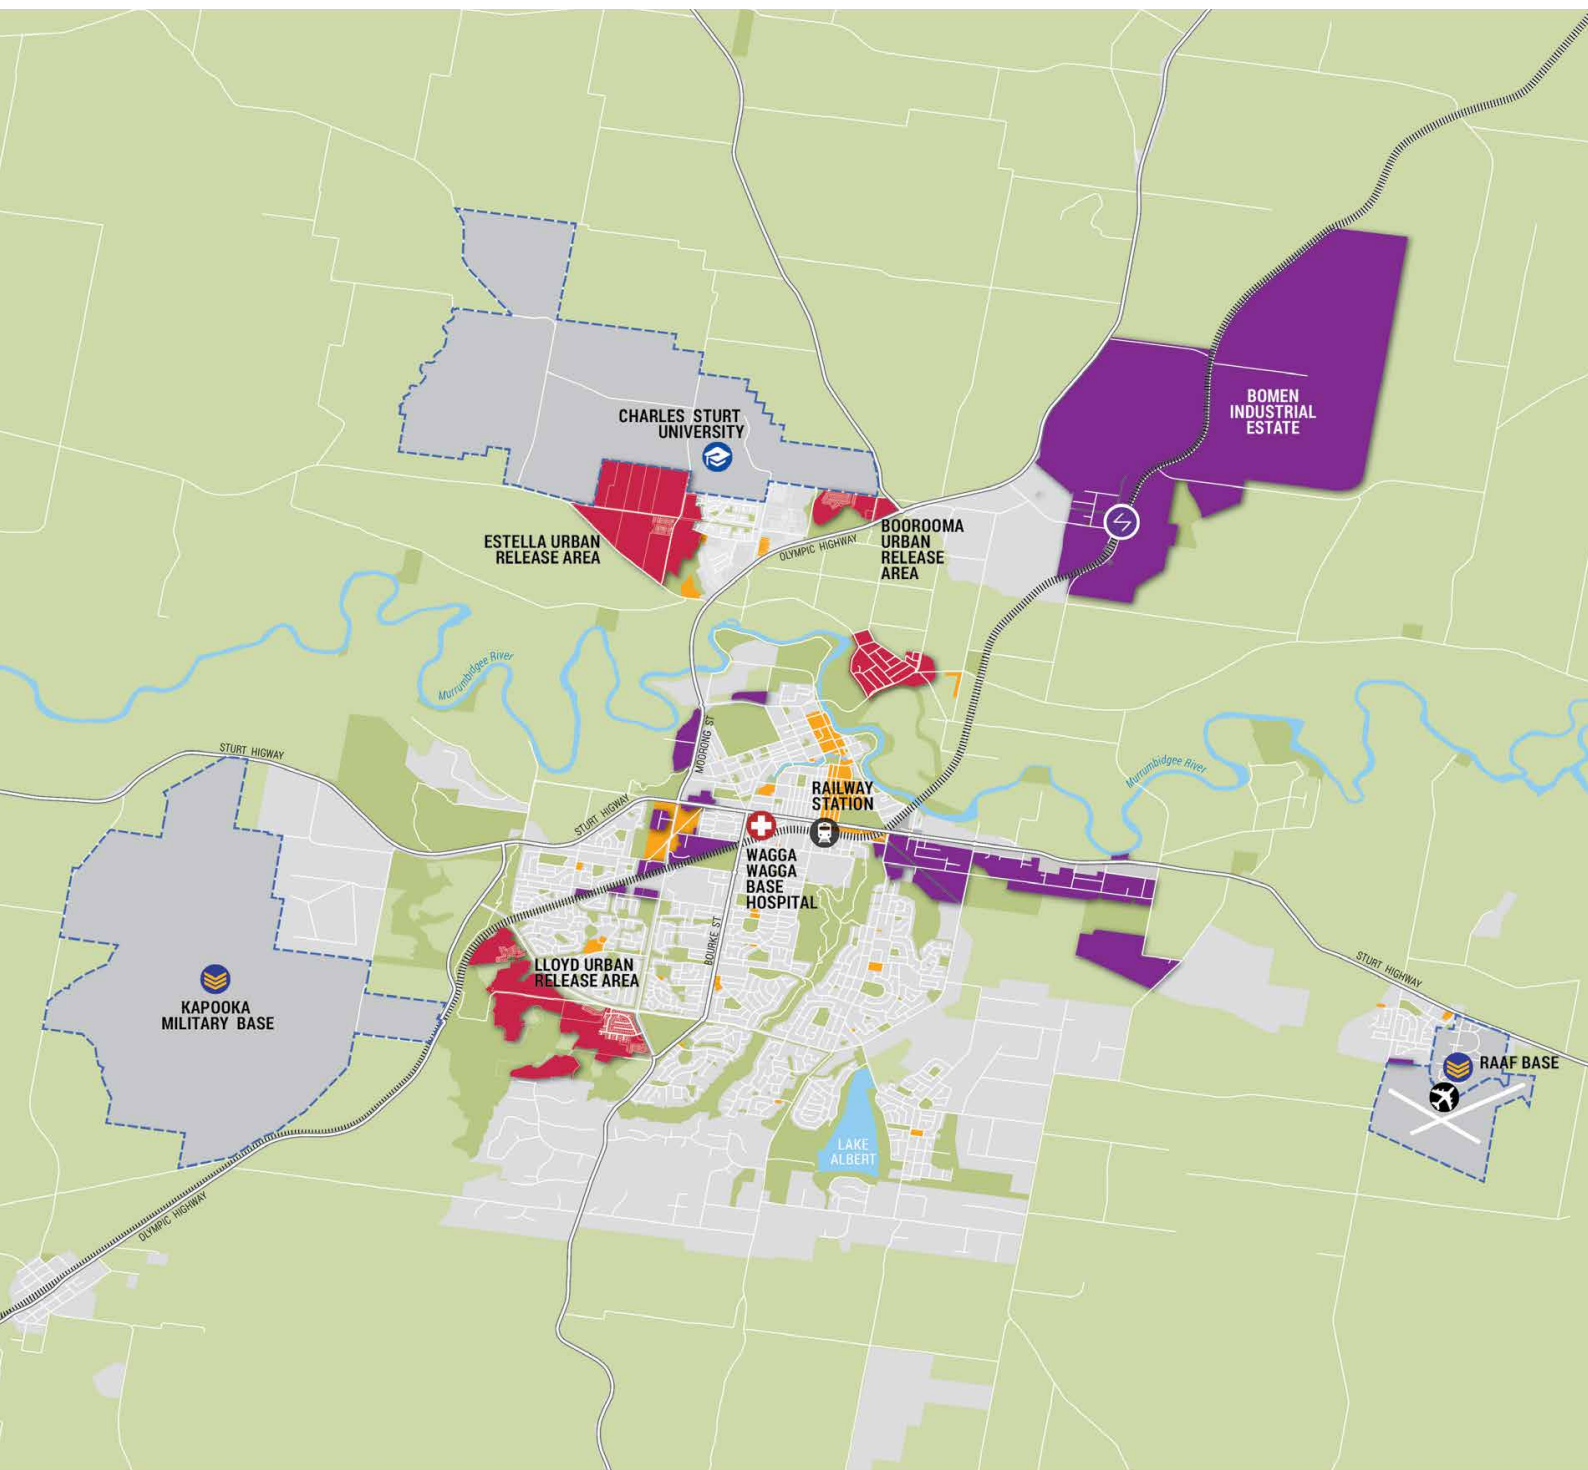 CHARLES STURT
UNIVERSITY
BOMEN
INDUSTRIAL
ESTATE
ESTELLA URBAN
RELEASE AREA
OLYMPIC HIGHWAY
BOOROOMA
URBAN
RELEASE
AREA
Murrumbidgee River
STURT HIGWAY
MOORONG ST
Murrumbidgee River
RAILWAY
STATION
STURT HIGWAY
WAGGA
WAGGA
BASE
HOSPITAL
BOURKE ST
LLOYD URBAN
RELEASE AREA
STURT HIGHWAY
KAPOOKA
MILITARY BASE
RAAF BASE
LAKE
ALBERT
OLYMPIC HIGHWAY